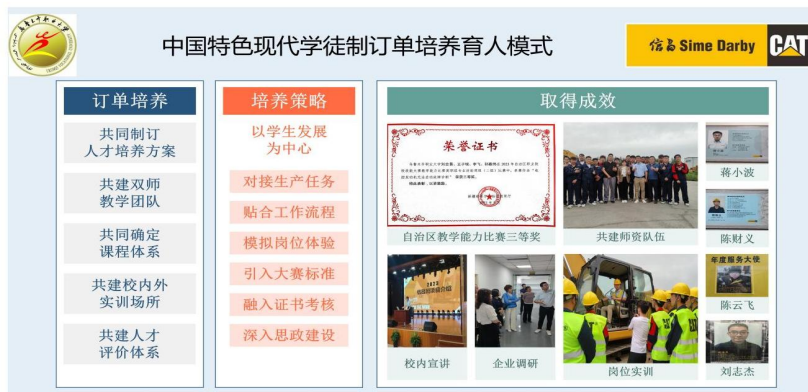 中国特色现代学徒制订单培养育人模式
信昌 Sime Darby
CAT
订单培养
共同制订
人才培养方案
共建双师
教学团队
共同确定
课程体系
共建校内外
实训场所
共建人才
评价体系
培养策略
以学生发展
为中心
对接生产任务
贴合工作流程
模拟岗位体验
引入大赛标准
融入证书考核
深入思政建设
取得成效
荣誉证书
自治区教学能力比赛三等奖
共建师资队伍
蒋小波
陈财义
年度服务大使
陈云飞
刘志杰
2023
校内宣讲
企业调研
岗位实训